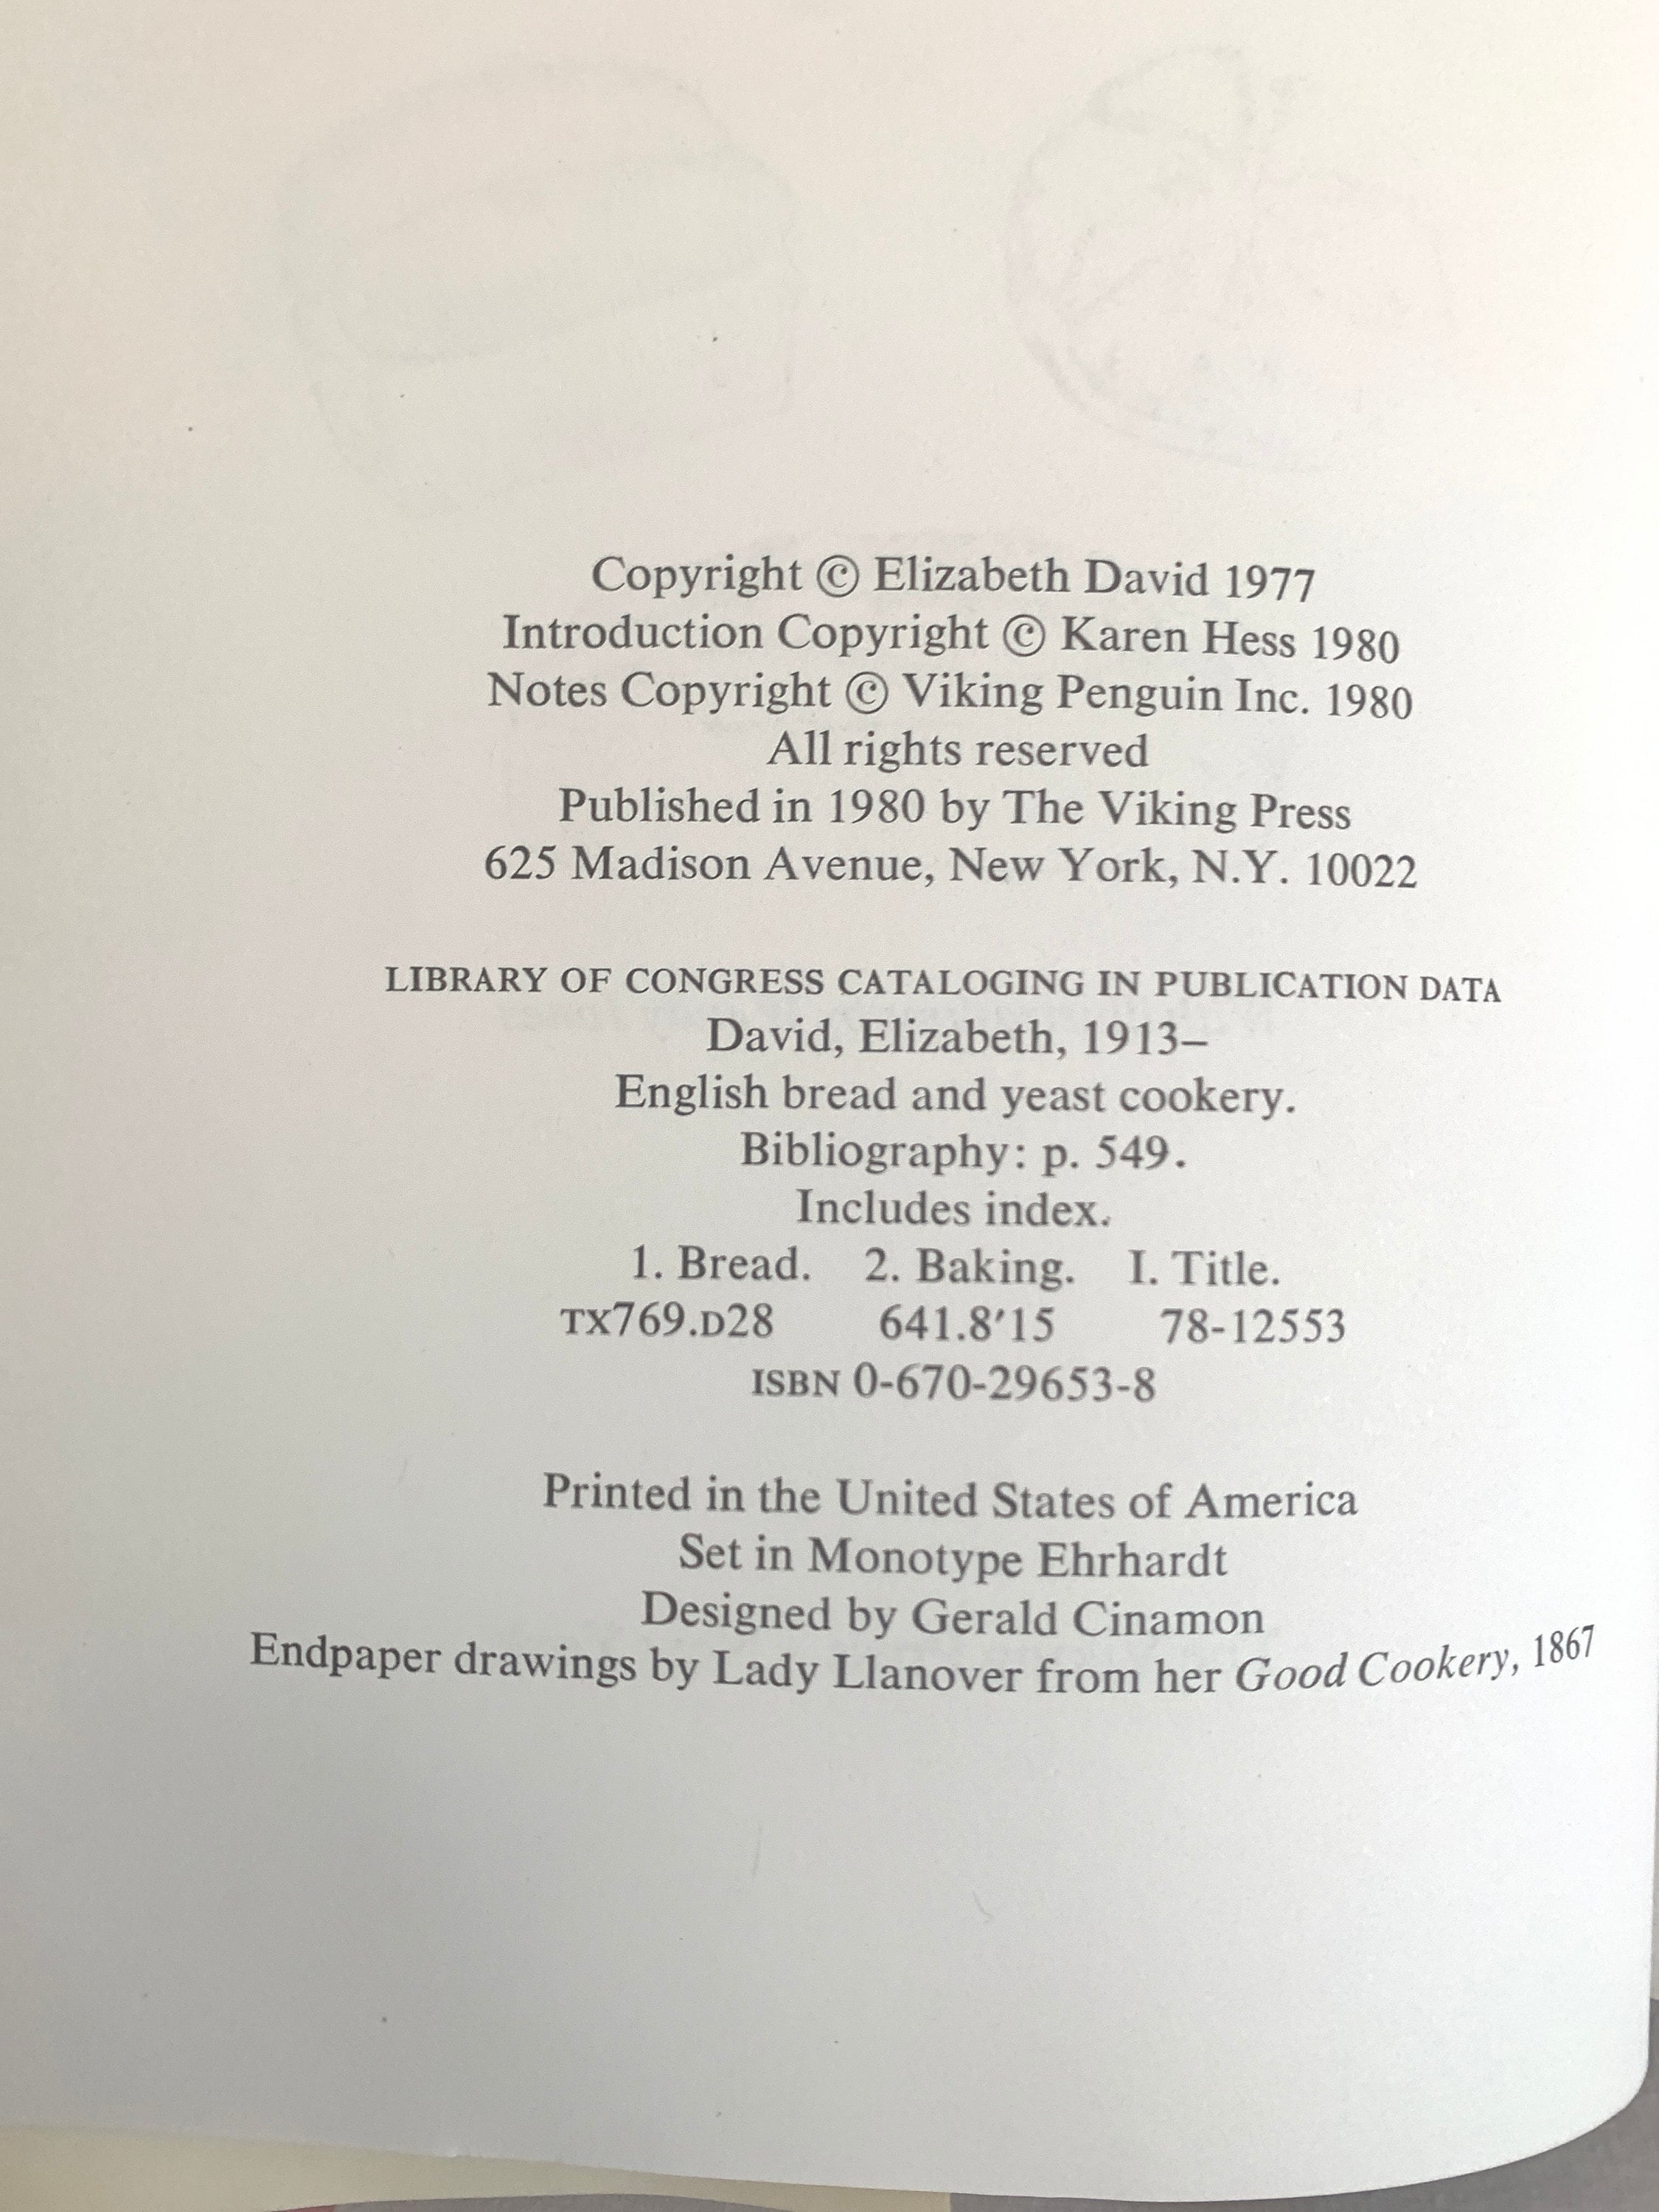 Copyright © Elizabeth David 1977
Introduction Copyright © Karen Hess 1980
Notes Copyright © Viking Penguin Inc. 1980
All rights reserved
Published in 1980 by The Viking Press
625 Madison Avenue, New York, N.Y. 10022
LIBRARY OF CONGRESS CATALOGING IN PUBLICATION DATA
David, Elizabeth, 1913–
English bread and yeast cookery.
Bibliography: p. 549.
Includes index.
1. Bread. 2. Baking. I. Title.
TX769.D28 641.8′15 78-12553
ISBN 0-670-29653-8
Printed in the United States of America
Set in Monotype Ehrhardt
Designed by Gerald Cinamon
Endpaper drawings by Lady Llanover from her Good Cookery, 1867